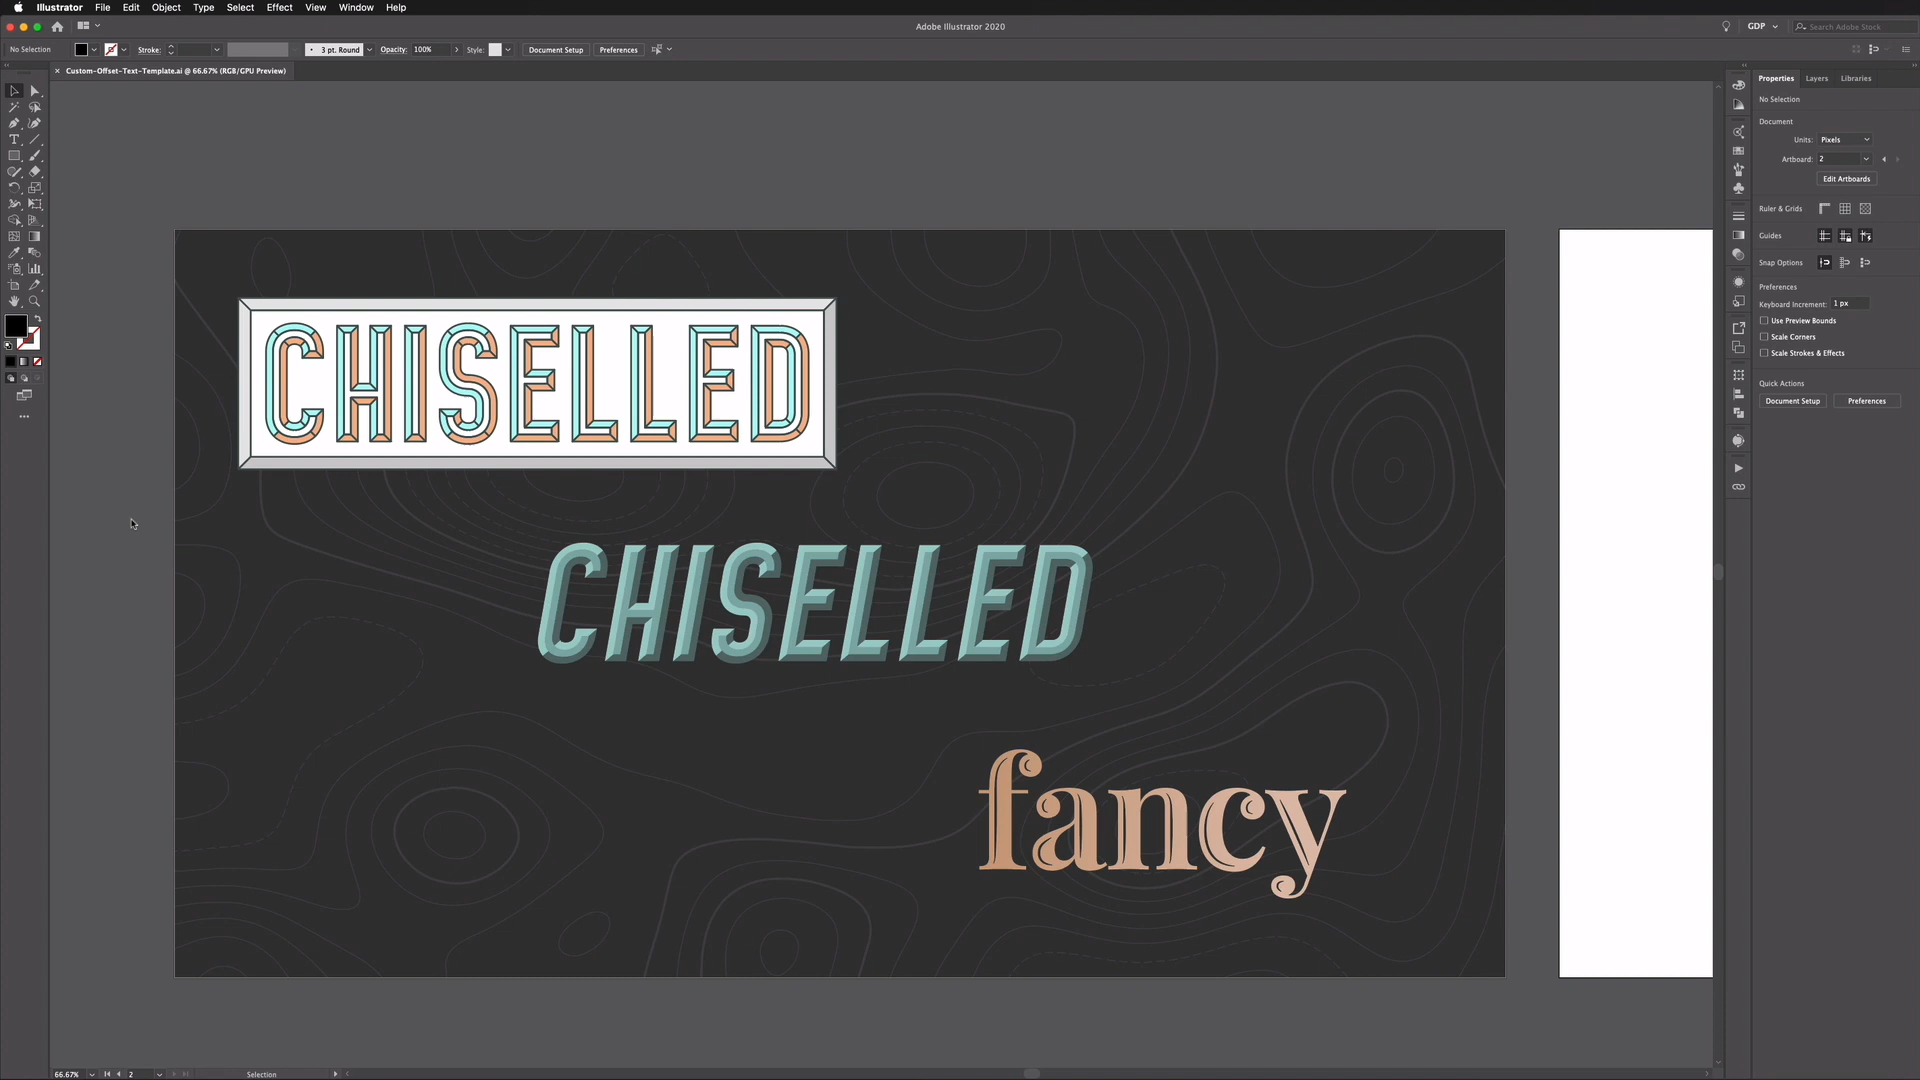 Illustrator File Edit Object Type Select Effect View Window Help
Adobe Illustrator 2020
GDP
Search Adobe Stock
No Selection
Stroke:
3 pt. Round
Opacity: 100%
Style:
Document Setup
Preferences
Custom-Offset-Text-Template.ai @ 66.67% (RGB/GPU Preview)
Properties Layers Libraries
No Selection
Document
Units: Pixels
Artboard: 2
Edit Artboards
Ruler & Grids
Guides
Snap Options
Preferences
Keyboard Increment: 1 px
Use Preview Bounds
Scale Corners
Scale Strokes & Effects
Quick Actions
Document Setup Preferences
CHISELLED
CHISELLED
fancy
66.67% 2 Selection